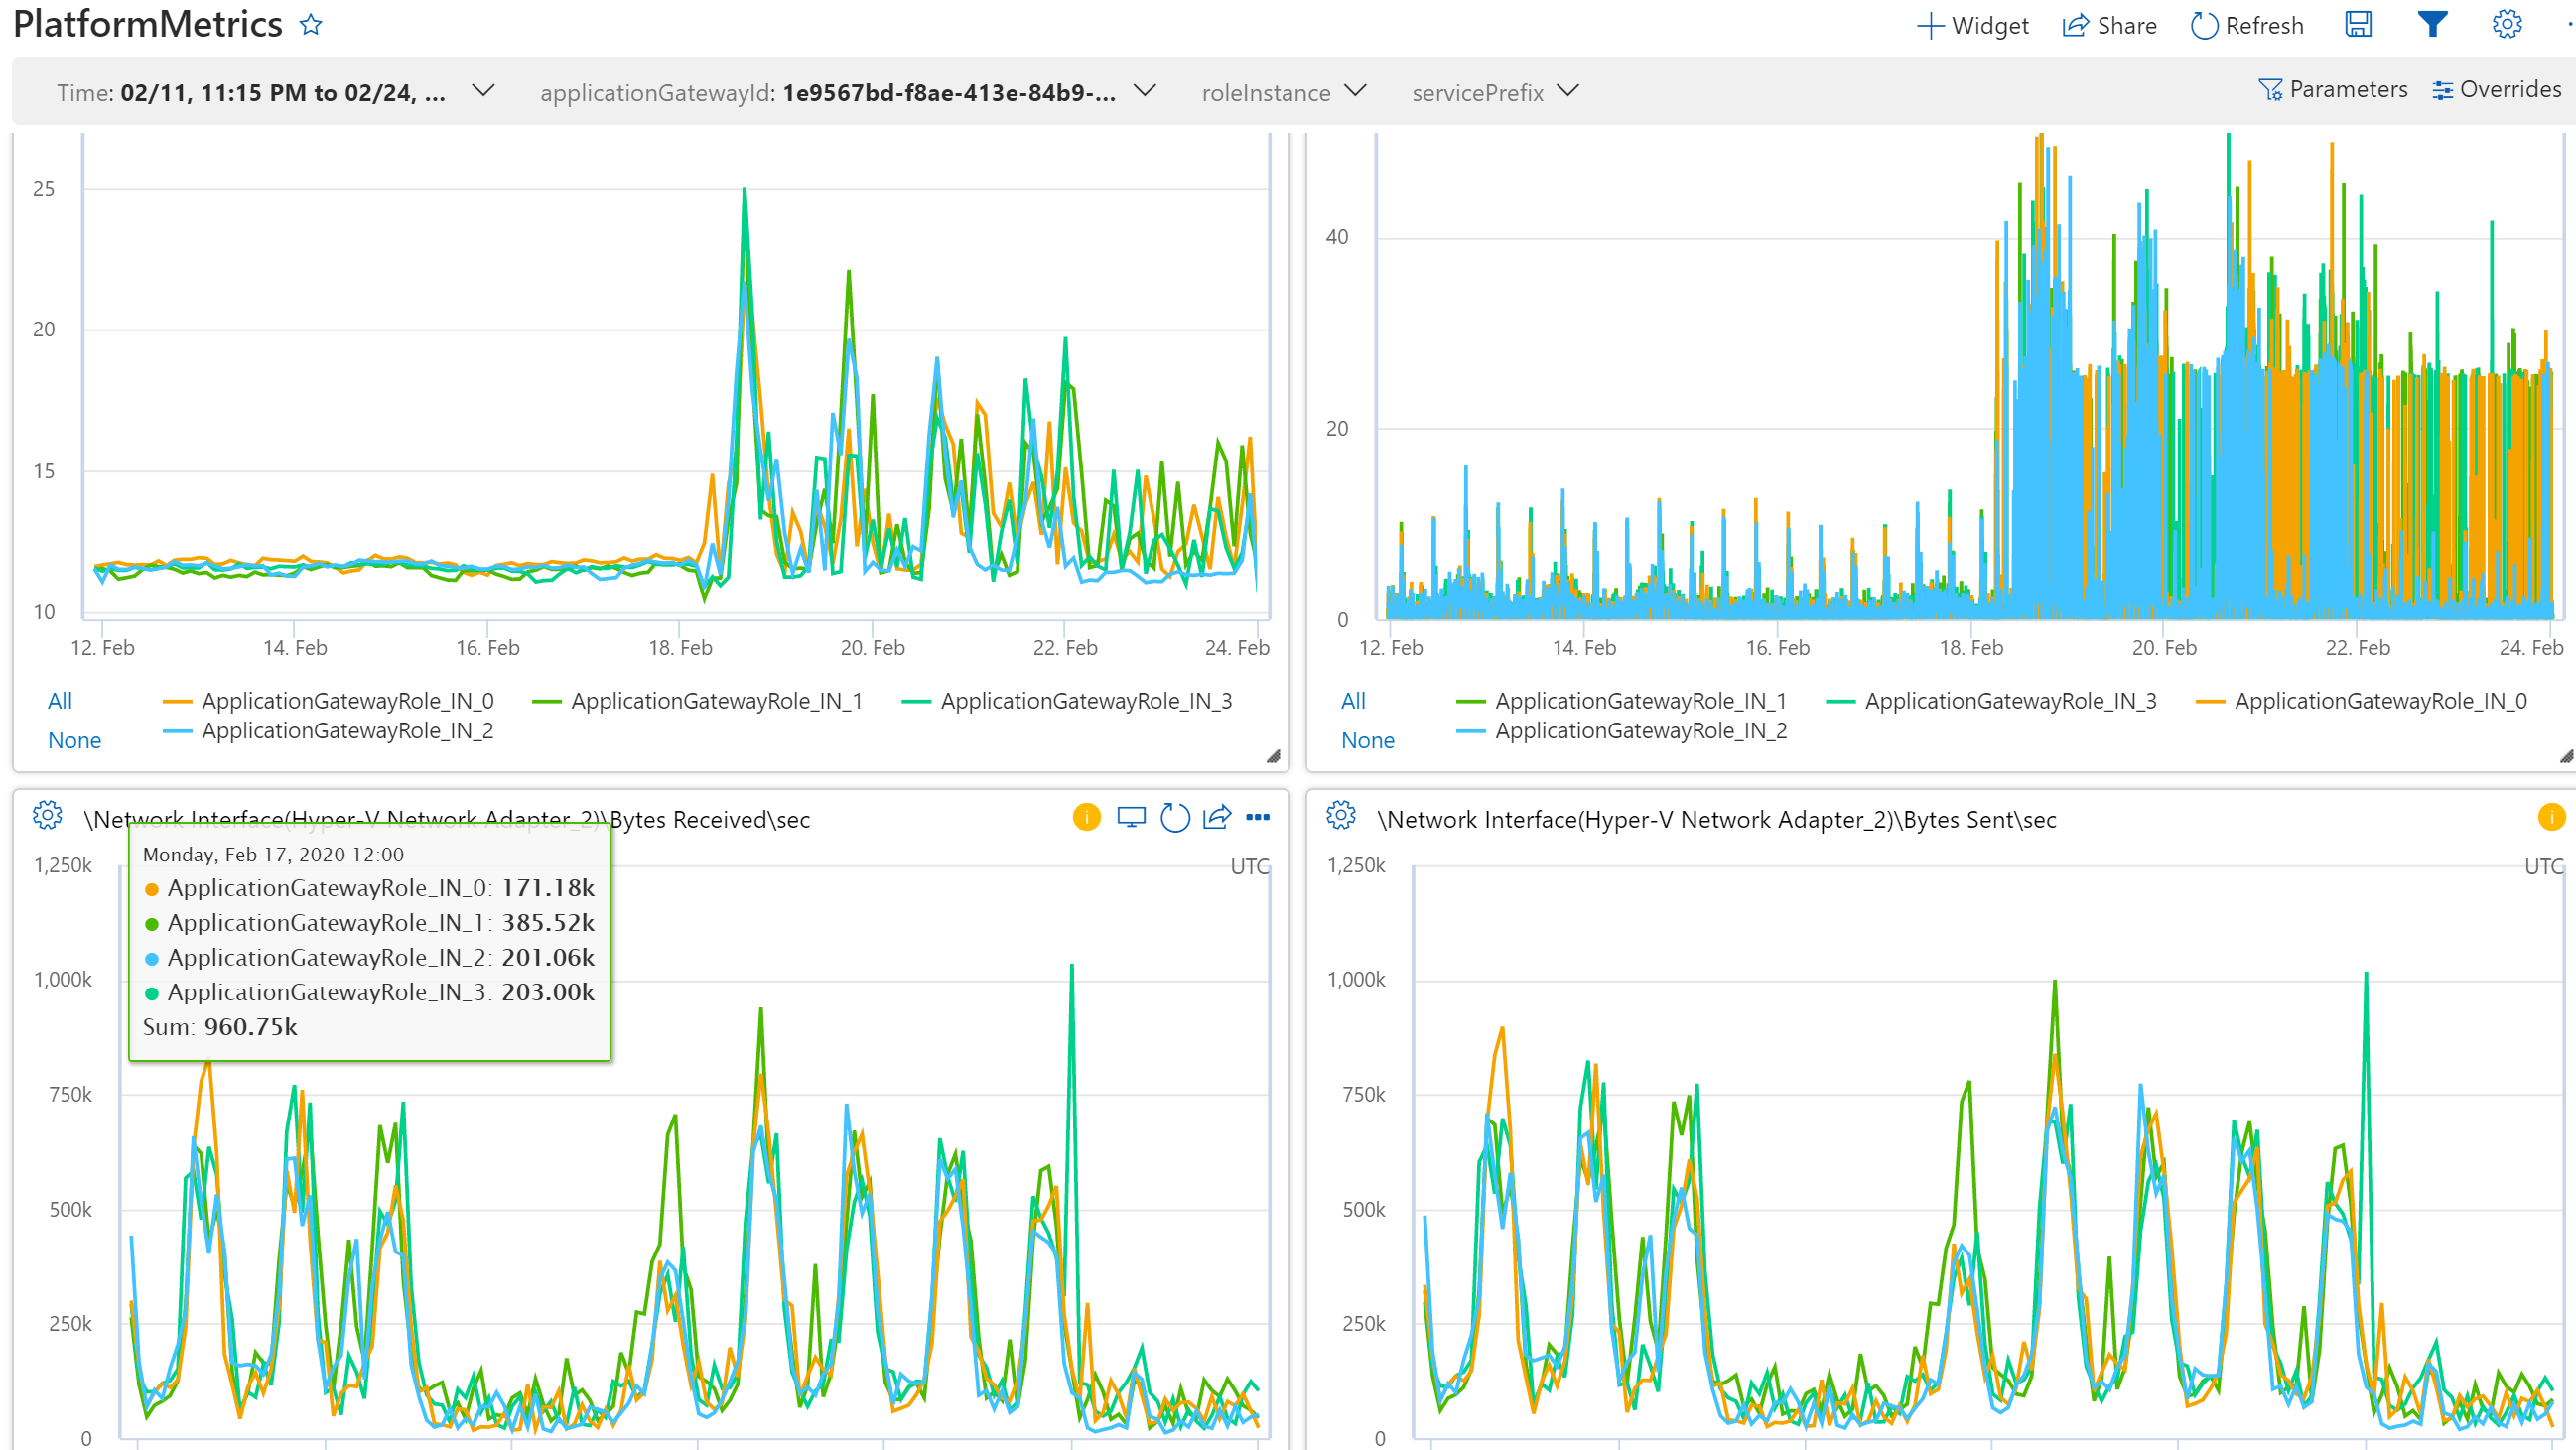 PlatformMetrics
Widget Share Refresh
Time: 02/11, 11:15 PM to 02/24, ... applicationGatewayId: 1e9567bd-f8ae-413e-84b9-... roleInstance servicePrefix Parameters Overrides
25
20
15
10
12. Feb 14. Feb 16. Feb 18. Feb 20. Feb 22. Feb 24. Feb
All ApplicationGatewayRole_IN_0 ApplicationGatewayRole_IN_1 ApplicationGatewayRole_IN_3
ApplicationGatewayRole_IN_2
None
40
20
0
12. Feb 14. Feb 16. Feb 18. Feb 20. Feb 22. Feb 24. Feb
All ApplicationGatewayRole_IN_1 ApplicationGatewayRole_IN_3 ApplicationGatewayRole_IN_0
ApplicationGatewayRole_IN_2
None
\Network Interface(Hyper-V Network Adapter_2)\Bytes Received\sec
UTC
Monday, Feb 17, 2020 12:00
ApplicationGatewayRole_IN_0: 171.18k
ApplicationGatewayRole_IN_1: 385.52k
ApplicationGatewayRole_IN_2: 201.06k
ApplicationGatewayRole_IN_3: 203.00k
Sum: 960.75k
1,250k
1,000k
750k
500k
250k
0
\Network Interface(Hyper-V Network Adapter_2)\Bytes Sent\sec
UTC
1,250k
1,000k
750k
500k
250k
0